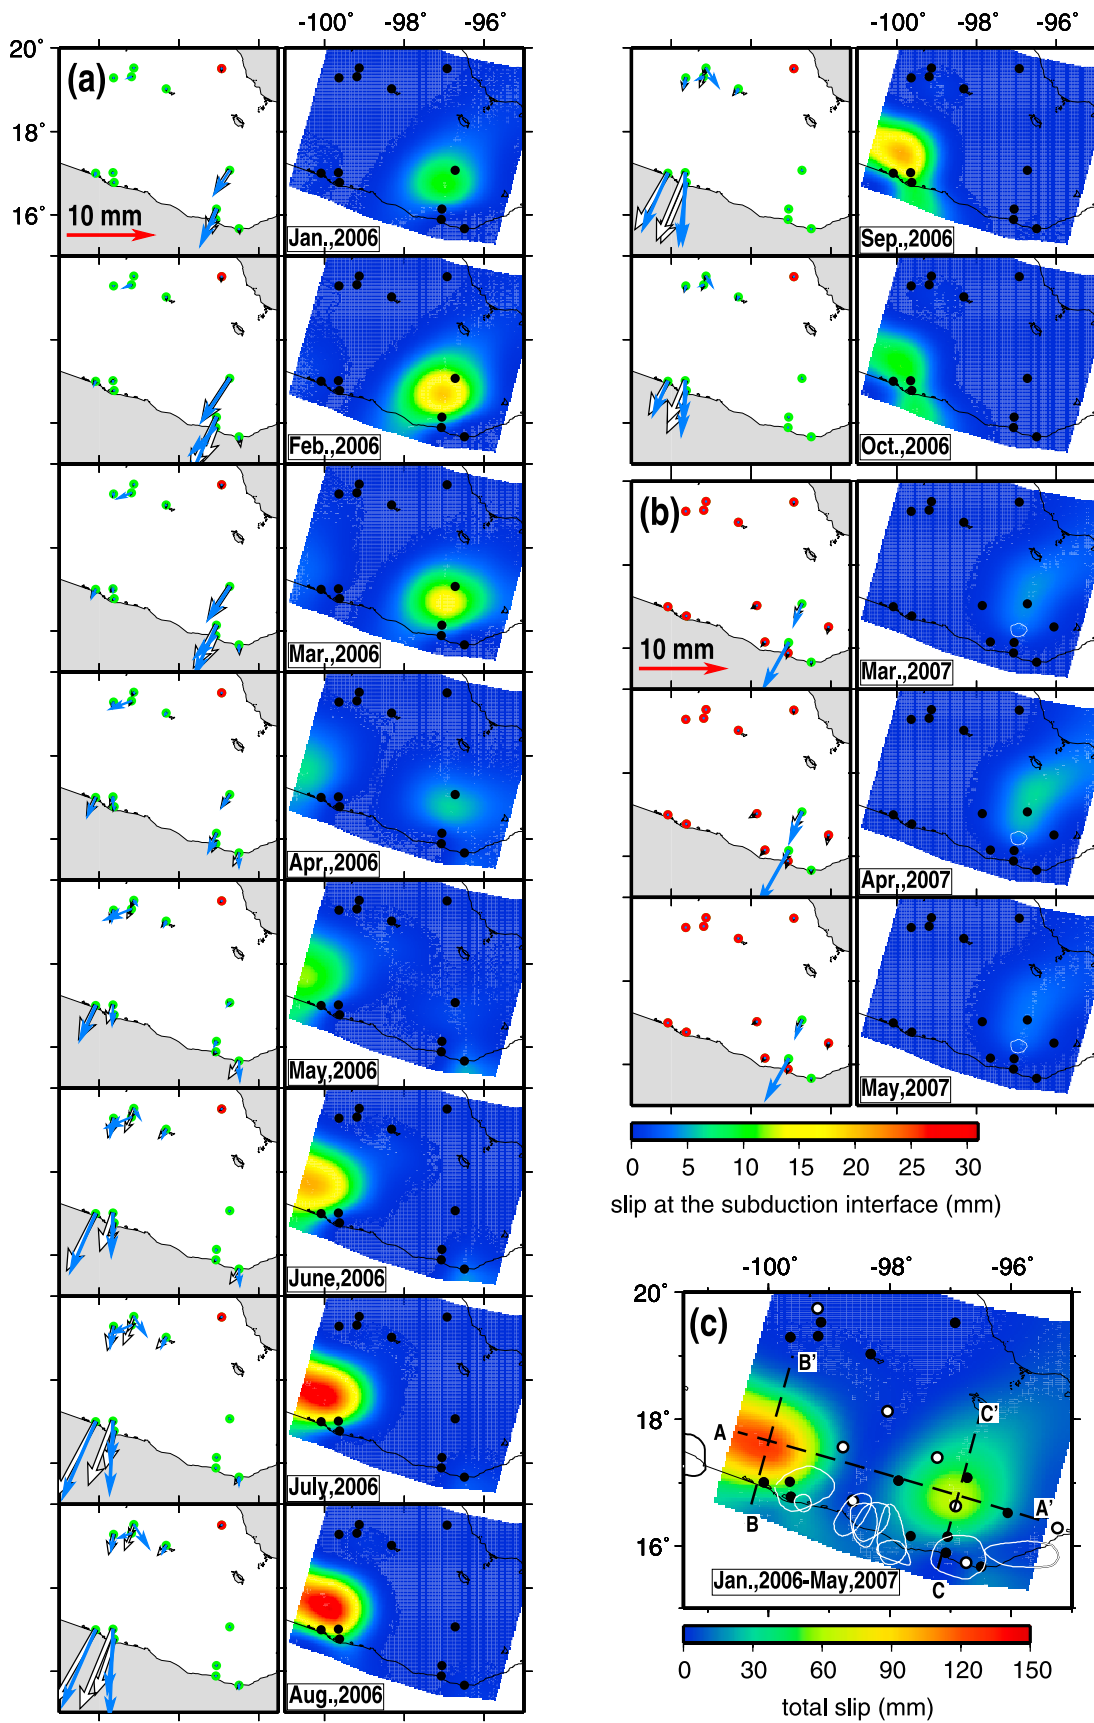 -100° -98° -96°
20°
18°
16°
(a)
10 mm
Jan.,2006
Feb.,2006
Mar.,2006
Apr.,2006
May,2006
June,2006
July,2006
Aug.,2006
-100° -98° -96°
Sep.,2006
Oct.,2006
(b)
10 mm
Mar.,2007
Apr.,2007
May,2007
0 5 10 15 20 25 30
slip at the subduction interface (mm)
-100° -98° -96°
20°
18°
16°
(c)
B'
C'
A
A'
B
C
Jan.,2006-May,2007
0 30 60 90 120 150
total slip (mm)